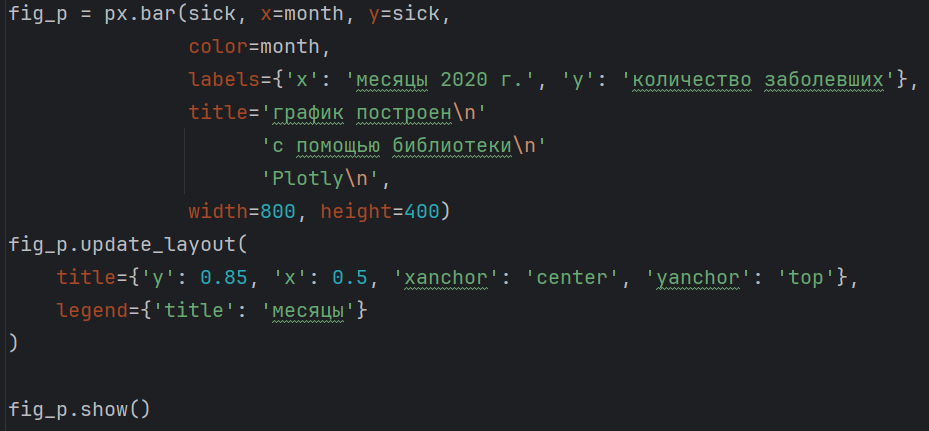 fig_p = px.bar(sick, x=month, y=sick,
color=month,
labels={'x': 'месяцы 2020 г.', 'y': 'количество заболевших'},
title='график построен\n'
'с помощью библиотеки\n'
'Plotly\n',
width=800, height=400)
fig_p.update_layout(
title={'y': 0.85, 'x': 0.5, 'xanchor': 'center', 'yanchor': 'top'},
legend={'title': 'месяцы'}
)
fig_p.show()